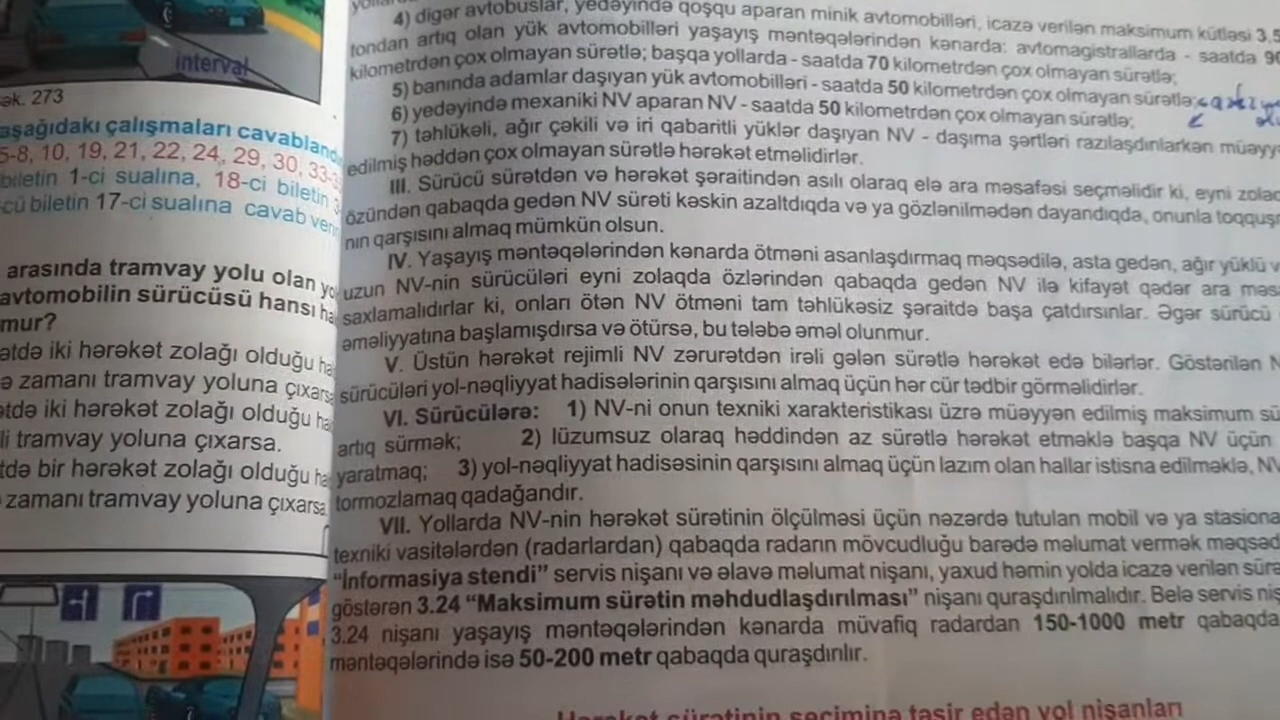 interval
ək. 273
aşağıdakı çalışmaları cavabland
5-8, 10, 19, 21, 22, 24, 29, 30, 33-3
biletin 1-ci sualına, 18-ci biletin 3
cü biletin 17-ci sualına cavab veri
arasında tramvay yolu olan yo
avtomobilin sürücüsü hansı ha
mur?
ətdə iki hərəkət zolağı olduğu ha
ə zamanı tramvay yoluna çıxarsa
ətdə iki hərəkət zolağı olduğu hal
li tramvay yoluna çıxarsa.
tdə bir hərəkət zolağı olduğu ha
zamanı tramvay yoluna çıxarsa.
4) digər avtobuslar, yedəyində qoşqu aparan minik avtomobilləri, icazə verilən maksimum kütləsi 3,5
tondan artıq olan yük avtomobilləri yaşayış məntəqələrindən kənarda: avtomagistrallarda - saatda 90
kilometrdən çox olmayan sürətlə; başqa yollarda - saatda 70 kilometrdən çox olmayan sürətlə;
5) banında adamlar daşıyan yük avtomobilləri - saatda 50 kilometrdən çox olmayan sürətlə;
6) yedəyində mexaniki NV aparan NV - saatda 50 kilometrdən çox olmayan sürətlə;
7) təhlükəli, ağır çəkili və iri qabaritli yüklər daşıyan NV - daşıma şərtləri razılaşdırılarkən müəyy
edilmiş həddən çox olmayan sürətlə hərəkət etməlidirlər.
III. Sürücü sürətdən və hərəkət şəraitindən asılı olaraq elə ara məsafəsi seçməlidir ki, eyni zolaq
özündən qabaqda gedən NV sürəti kəskin azaltdıqda və ya gözlənilmədən dayandıqda, onunla toqquşm
nın qarşısını almaq mümkün olsun.
IV. Yaşayış məntəqələrindən kənarda ötməni asanlaşdırmaq məqsədilə, asta gedən, ağır yüklü v
uzun NV-nin sürücüləri eyni zolaqda özlərindən qabaqda gedən NV ilə kifayət qədər ara məsa
saxlamalıdırlar ki, onları ötən NV ötməni tam təhlükəsiz şəraitdə başa çatdırsınlar. Əgər sürücü
əməliyyatına başlamışdırsa və ötürsə, bu tələbə əməl olunmur.
V. Üstün hərəkət rejimli NV zərurətdən irəli gələn sürətlə hərəkət edə bilərlər. Göstərilən N
sürücüləri yol-nəqliyyat hadisələrinin qarşısını almaq üçün hər cür tədbir görməlidirlər.
VI. Sürücülərə: 1) NV-ni onun texniki xarakteristikası üzrə müəyyən edilmiş maksimum sü
artıq sürmək; 2) lüzumsuz olaraq həddindən az sürətlə hərəkət etməklə başqa NV üçün
yaratmaq; 3) yol-nəqliyyat hadisəsinin qarşısını almaq üçün lazım olan hallar istisna edilməklə, NV
tormozlamaq qadağandır.
VII. Yollarda NV-nin hərəkət sürətinin ölçülməsi üçün nəzərdə tutulan mobil və ya stasiona
texniki vasitələrdən (radarlardan) qabaqda radarın mövcudluğu barədə məlumat vermək məqsəd
"İnformasiya stendi" servis nişanı və əlavə məlumat nişanı, yaxud həmin yolda icazə verilən sürə
göstərən 3.24 "Maksimum sürətin məhdudlaşdırılması" nişanı quraşdırılmalıdır. Belə servis niş
3.24 nişanı yaşayış məntəqələrindən kənarda müvafiq radardan 150-1000 metr qabaqda
məntəqələrində isə 50-200 metr qabaqda quraşdırılır.
Hərəkət sürətinin seçiminə təsir edən yol nişanları